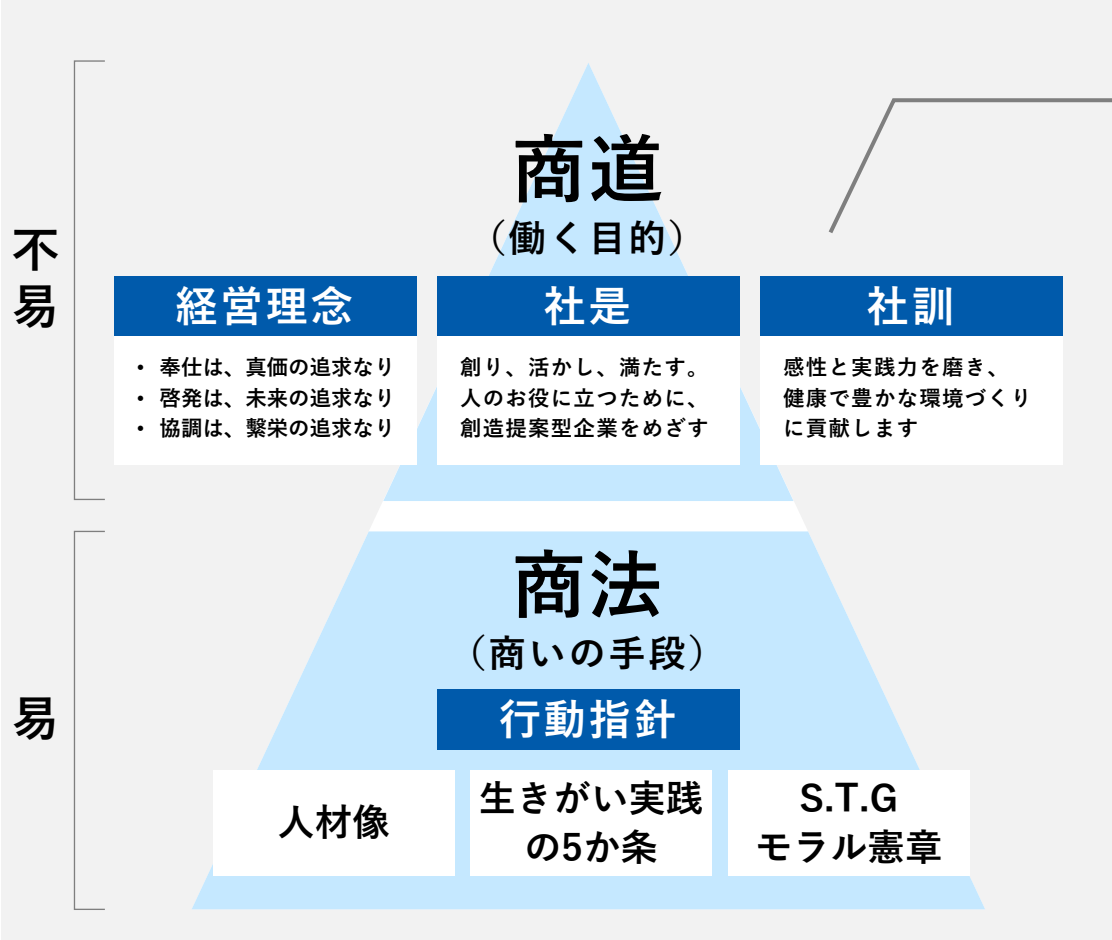 不易
商道
（働く目的）
経営理念
・ 奉仕は、真価の追求なり
・ 啓発は、未来の追求なり
・ 協調は、繫栄の追求なり
社是
創り、活かし、満たす。
人のお役に立つために、
創造提案型企業をめざす
社訓
感性と実践力を磨き、
健康で豊かな環境づくり
に貢献します
易
商法
（商いの手段）
行動指針
人材像
生きがい実践
の5か条
S.T.G
モラル憲章